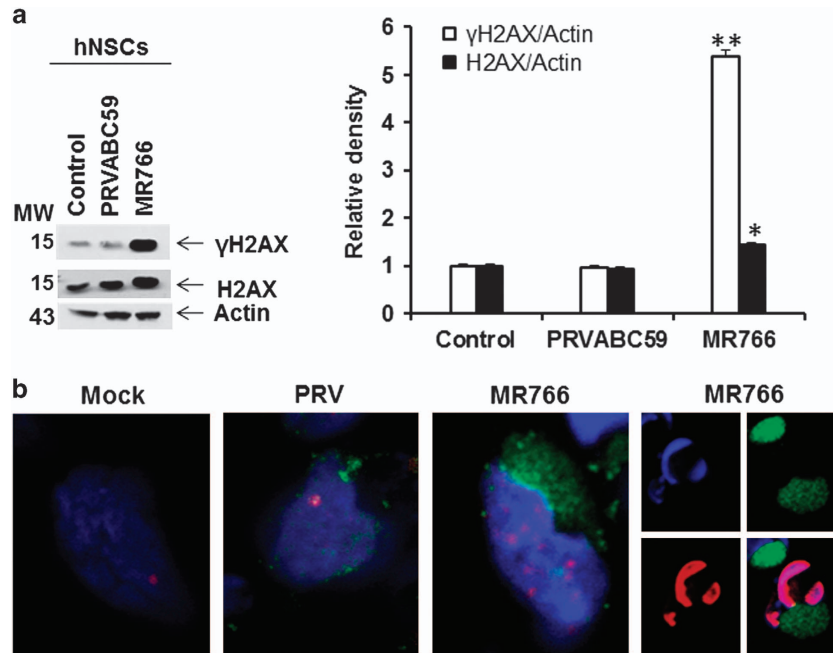 a
hNSCs
Control
PRVABC59
MR766
MW
15
γH2AX
15
H2AX
43
Actin
Relative density
6
5
4
3
2
1
0
γH2AX/Actin
H2AX/Actin
**
*
Control PRVABC59 MR766
b
Mock PRV MR766 MR766